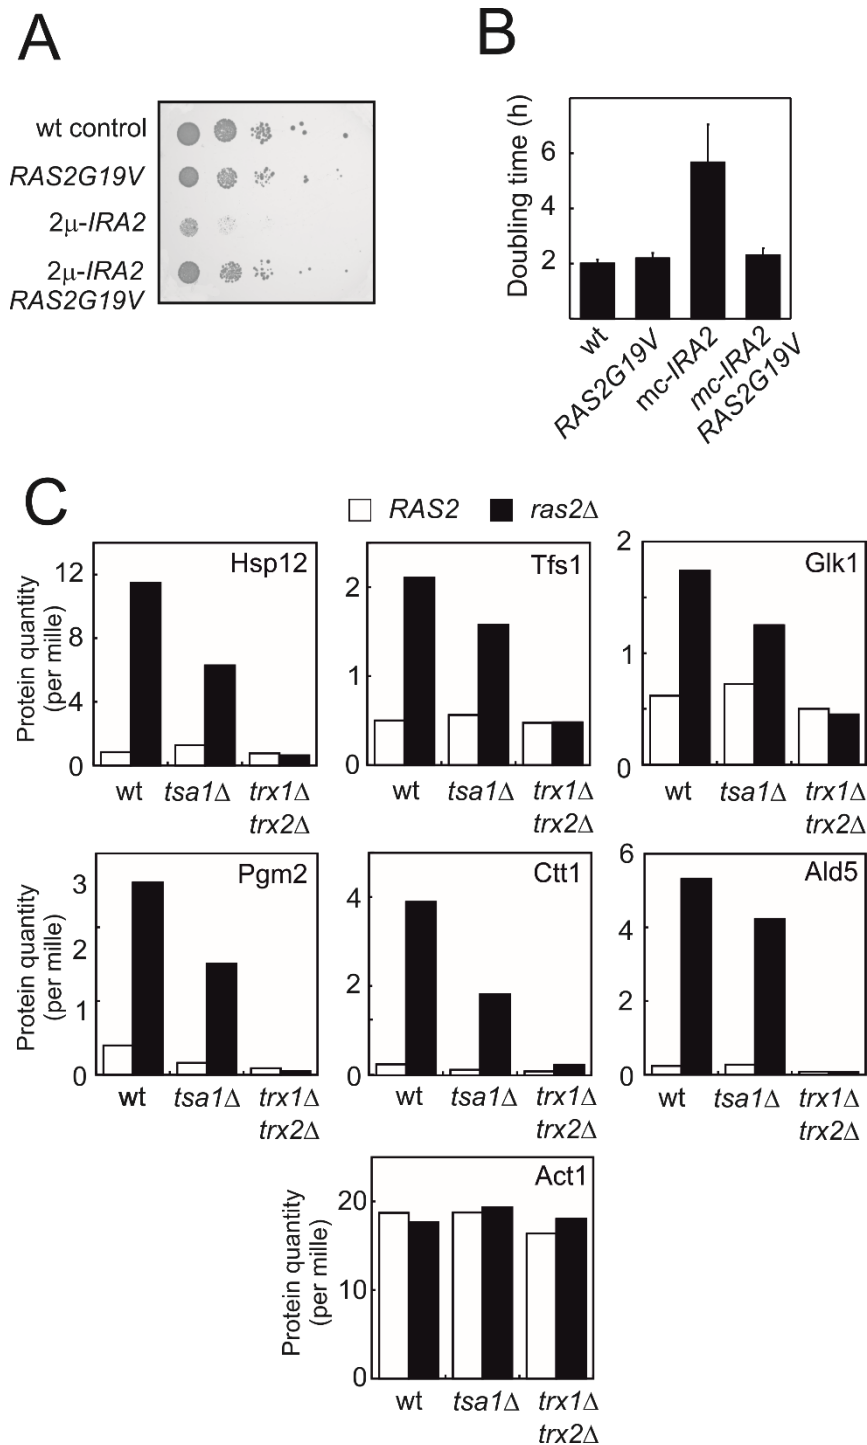 A
wt control
RAS2G19V
2μ-IRA2
2μ-IRA2
RAS2G19V
B
Doubling time (h)
6
4
2
wt
RAS2G19V
mc-IRA2
mc-IRA2
RAS2G19V
C
RAS2 ras2Δ
Protein quantity
(per mille)
Hsp12
12
8
4
0
wt tsa1Δ trx1Δ
trx2Δ
Tfs1
2
1
0
wt tsa1Δ trx1Δ
trx2Δ
Glk1
2
1
0
wt tsa1Δ trx1Δ
trx2Δ
Protein quantity
(per mille)
Pgm2
3
2
1
0
wt tsa1Δ trx1Δ
trx2Δ
Ctt1
4
2
0
wt tsa1Δ trx1Δ
trx2Δ
Ald5
6
4
2
0
wt tsa1Δ trx1Δ
trx2Δ
Protein quantity
(per mille)
Act1
20
10
0
wt tsa1Δ trx1Δ
trx2Δ